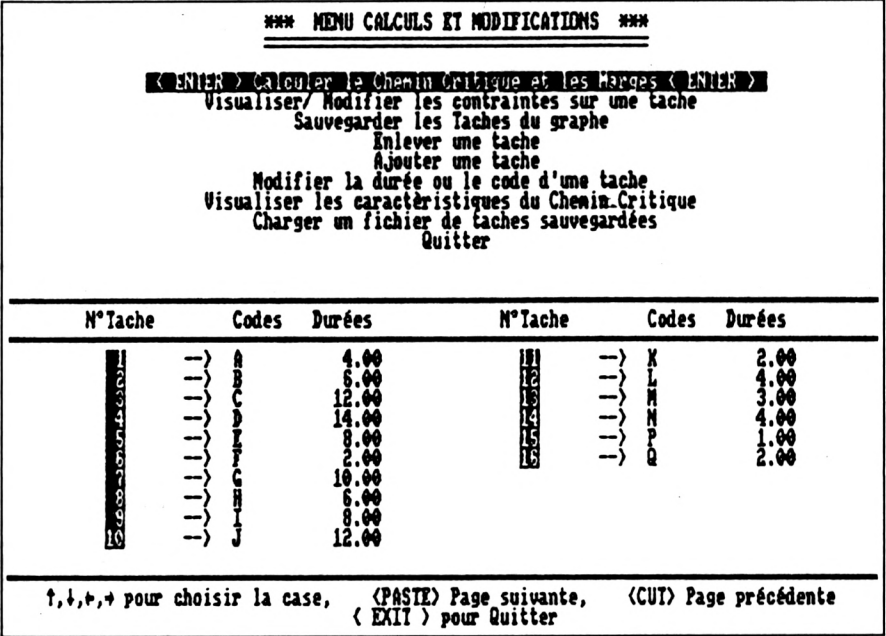 *** MENU CALCULS ET MODIFICATIONS ***
< ENTER > Calculer le Chemin Critique et les Marges < ENTER >
Visualiser/ Modifier les contraintes sur une tache
Sauvegarder les Taches du graphe
Enlever une tache
Ajouter une tache
Modifier la durée ou le code d'une tache
Visualiser les caractèristiques du Chemin_Critique
Charger un fichier de taches sauvegardées
Quitter
N°Tache Codes Durées N°Tache Codes Durées
1 --> A 4.00 11 --> K 2.00
2 --> B 6.00 12 --> L 4.00
3 --> C 12.00 13 --> M 3.00
4 --> D 14.00 14 --> N 4.00
5 --> E 8.00 15 --> P 1.00
6 --> F 2.00 16 --> Q 2.00
7 --> G 10.00
8 --> H 6.00
9 --> I 8.00
10 --> J 12.00
↑,↓,←,→ pour choisir la case, <PASTE> Page suivante, <CUT> Page précédente
< EXIT > pour Quitter